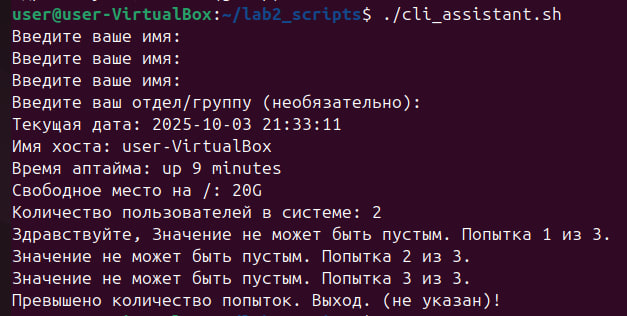 user@user-VirtualBox:~/lab2_scripts$ ./cli_assistant.sh
Введите ваше имя:
Введите ваше имя:
Введите ваше имя:
Введите ваш отдел/группу (необязательно):
Текущая дата: 2025-10-03 21:33:11
Имя хоста: user-VirtualBox
Время аптайма: up 9 minutes
Свободное место на /: 20G
Количество пользователей в системе: 2
Здравствуйте, Значение не может быть пустым. Попытка 1 из 3.
Значение не может быть пустым. Попытка 2 из 3.
Значение не может быть пустым. Попытка 3 из 3.
Превышено количество попыток. Выход. (не указан)!